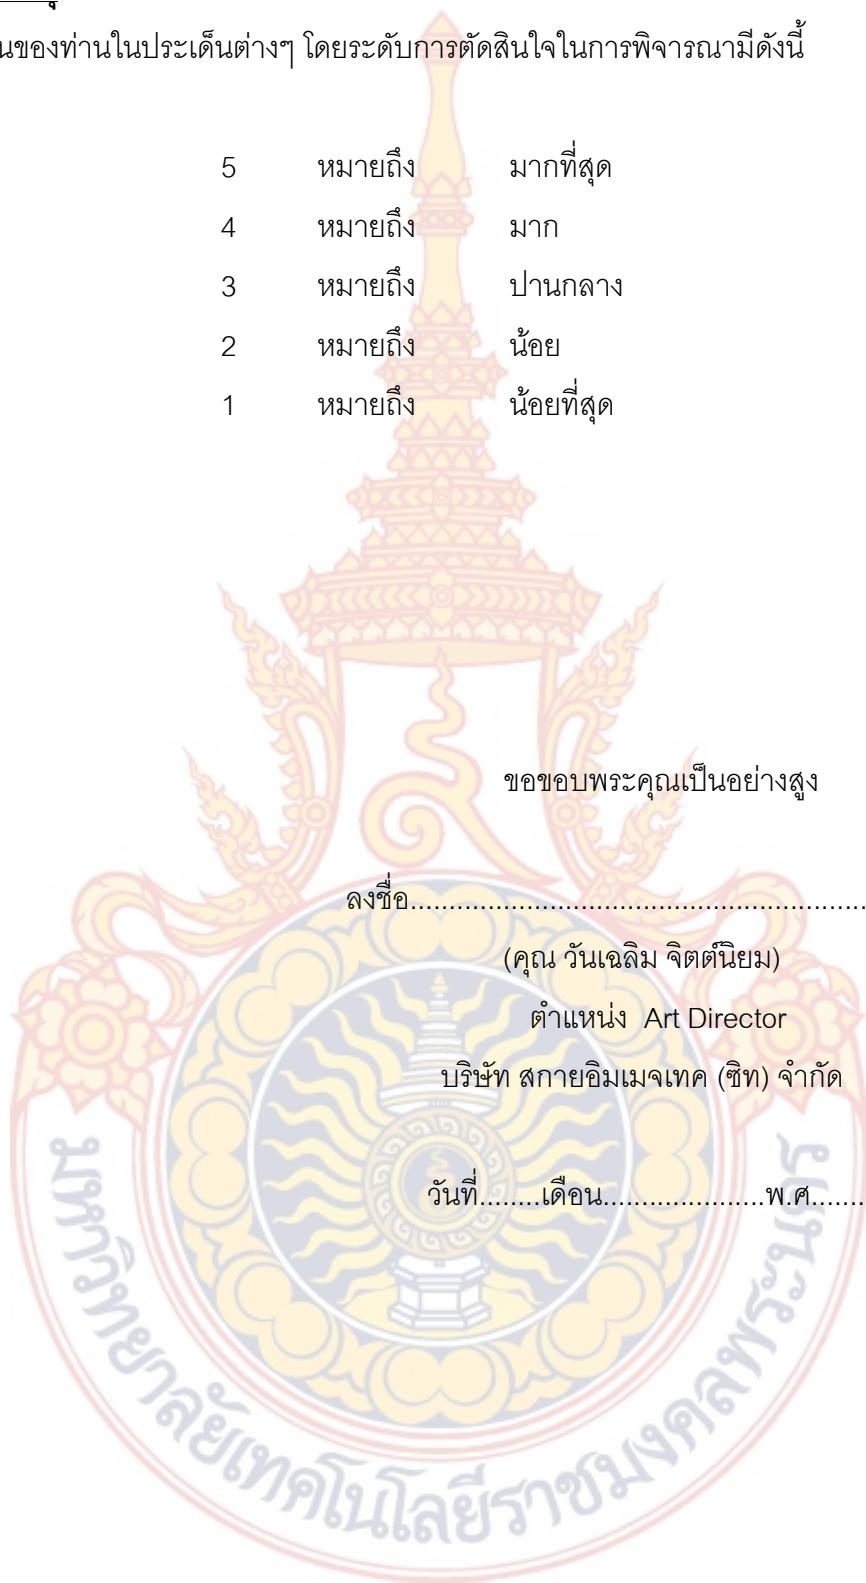 นของท่านในประเด็นต่างๆ โดยระดับการตัดสินใจในการพิจารณามีดังนี้
5 หมายถึง มากที่สุด
4 หมายถึง มาก
3 หมายถึง ปานกลาง
2 หมายถึง น้อย
1 หมายถึง น้อยที่สุด
ขอขอบพระคุณเป็นอย่างสูง
ลงชื่อ............................................................
(คุณ วันเฉลิม จิตต์นิยม)
ตำแหน่ง Art Director
บริษัท สกายอิมเมจเทค (ซิท) จำกัด
วันที่........เดือน.....................พ.ศ.......
มหาวิทยาลัยเทคโนโลยีราชมงคลพระนคร